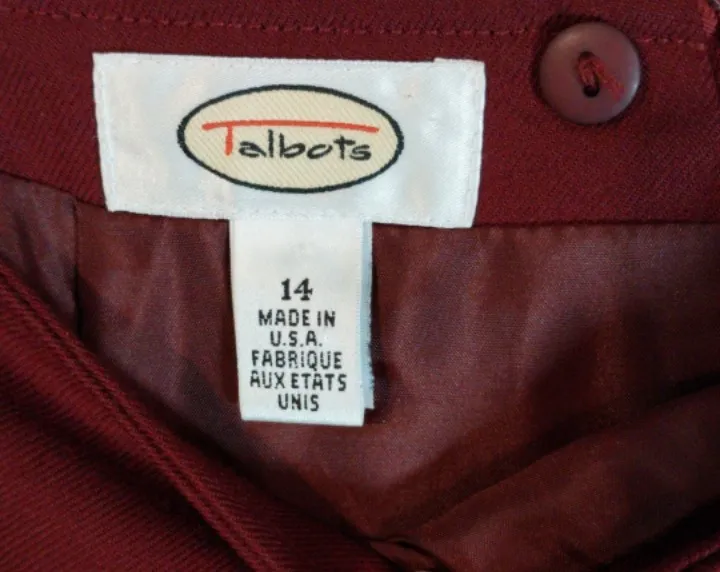 Talbots
14
MADE IN
U.S.A.
FABRIQUE
AUX ETATS
UNIS